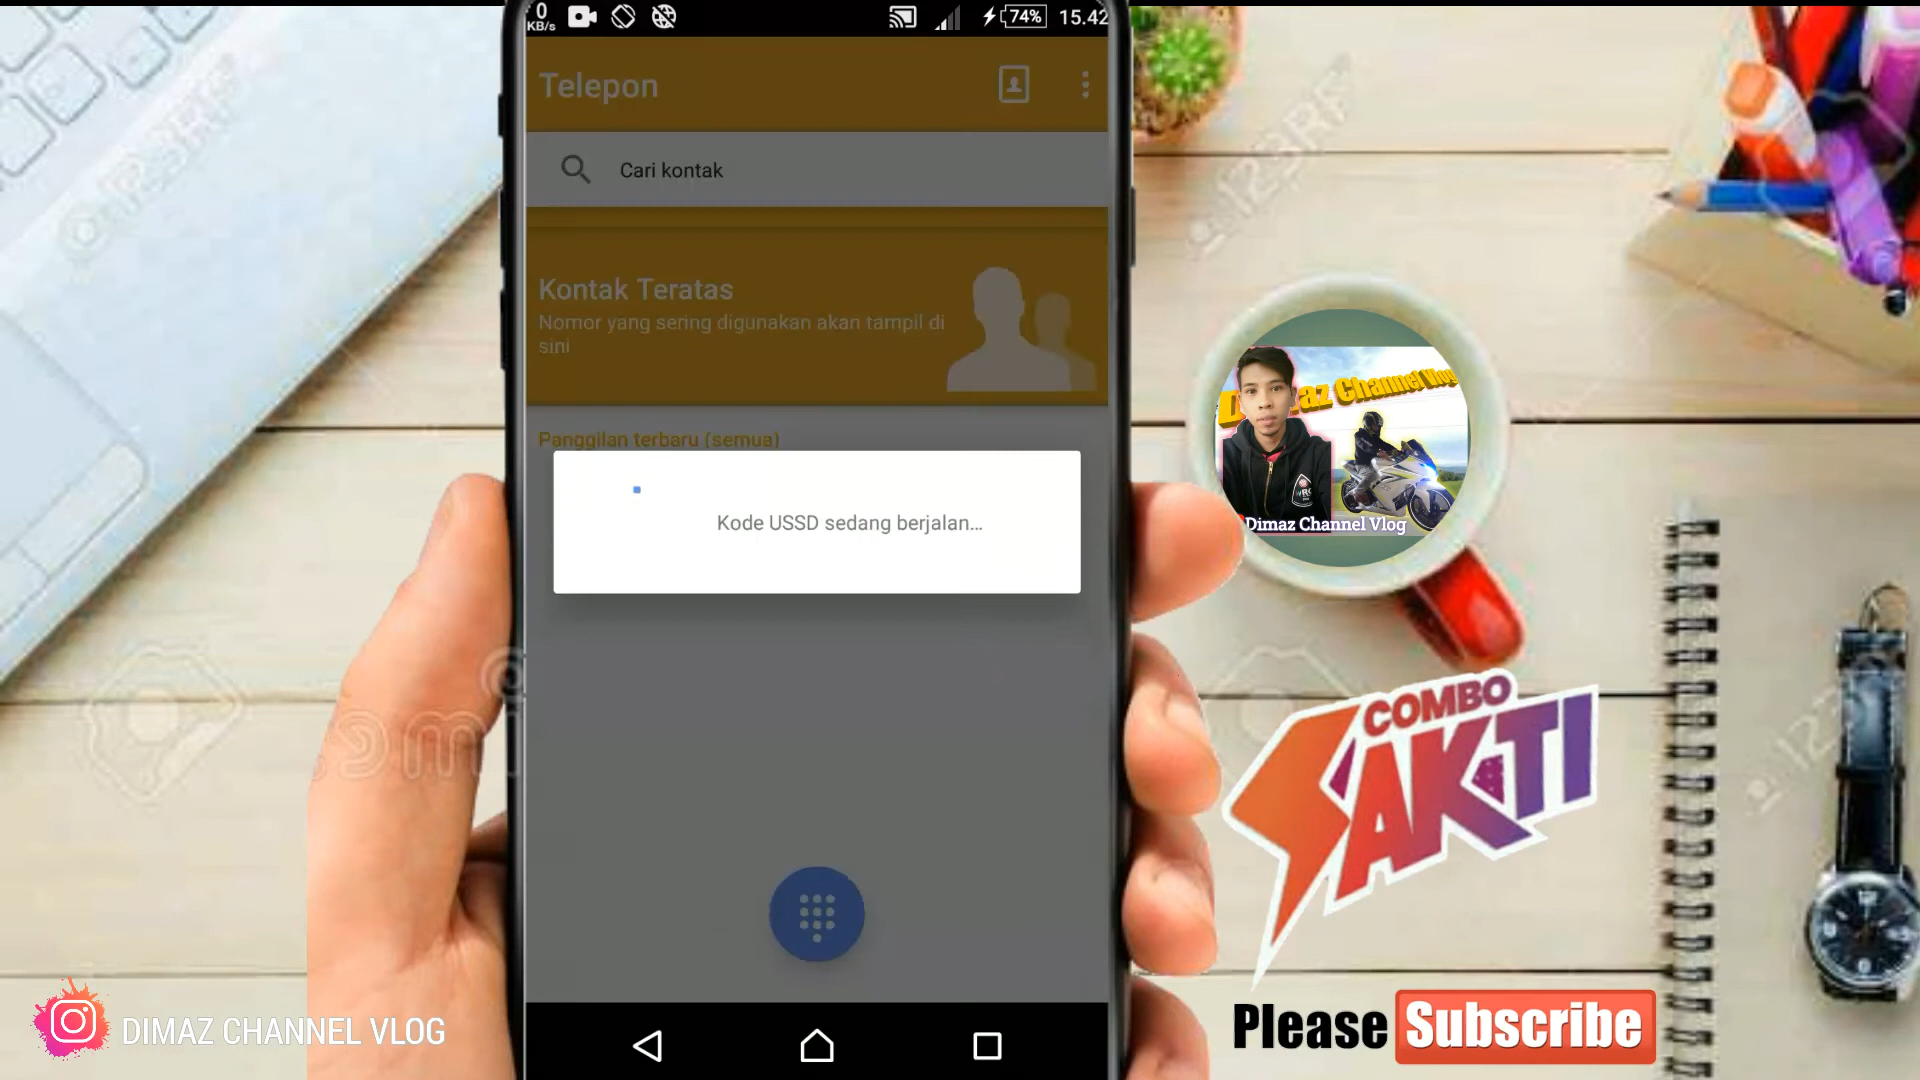 0
KB/s
74%
15.42
Telepon
Cari kontak
Kontak Teratas
Nomor yang sering digunakan akan tampil di
sini
Panggilan terbaru (semua)
Kode USSD sedang berjalan…
Channel Vlog
Dimaz Channel Vlog
COMBO
SAKTI
Please Subscribe
DIMAZ CHANNEL VLOG
123RF